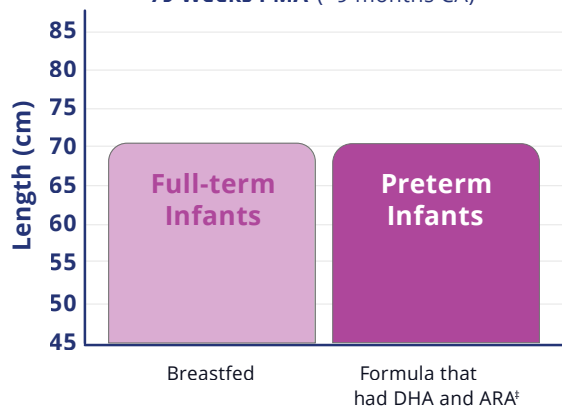 85
80
75
70
65
60
55
50
45
Length (cm)
Full-term
Infants
Preterm
Infants
Breastfed
Formula that
had DHA and ARA‡